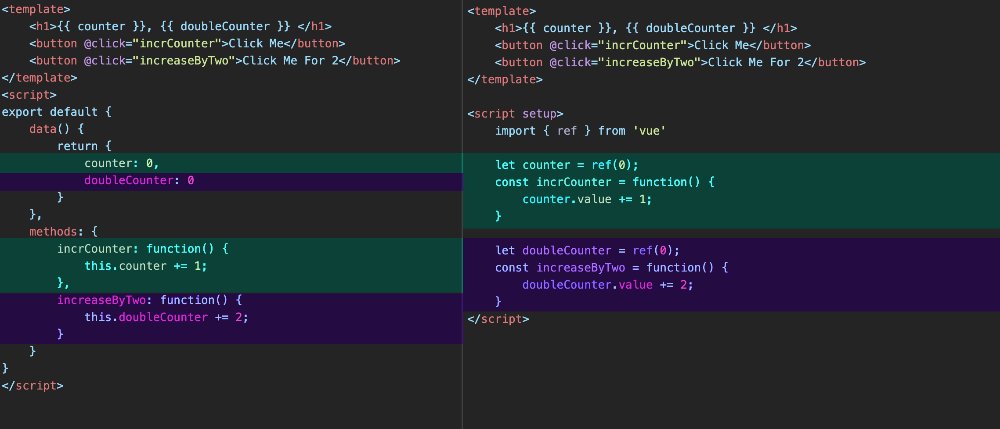 <template>
    <h1>{{ counter }}, {{ doubleCounter }} </h1>
    <button @click="incrCounter">Click Me</button>
    <button @click="increaseByTwo">Click Me For 2</button>
</template>
<script>
export default {
    data() {
        return {
            counter: 0,
            doubleCounter: 0
        }
    },
    methods: {
        incrCounter: function() {
            this.counter += 1;
        },
        increaseByTwo: function() {
            this.doubleCounter += 2;
        }
    }
}
</script>
<template>
    <h1>{{ counter }}, {{ doubleCounter }} </h1>
    <button @click="incrCounter">Click Me</button>
    <button @click="increaseByTwo">Click Me For 2</button>
</template>
<script setup>
    import { ref } from 'vue'
    let counter = ref(0);
    const incrCounter = function() {
        counter.value += 1;
    }
    let doubleCounter = ref(0);
    const increaseByTwo = function() {
        doubleCounter.value += 2;
    }
</script>